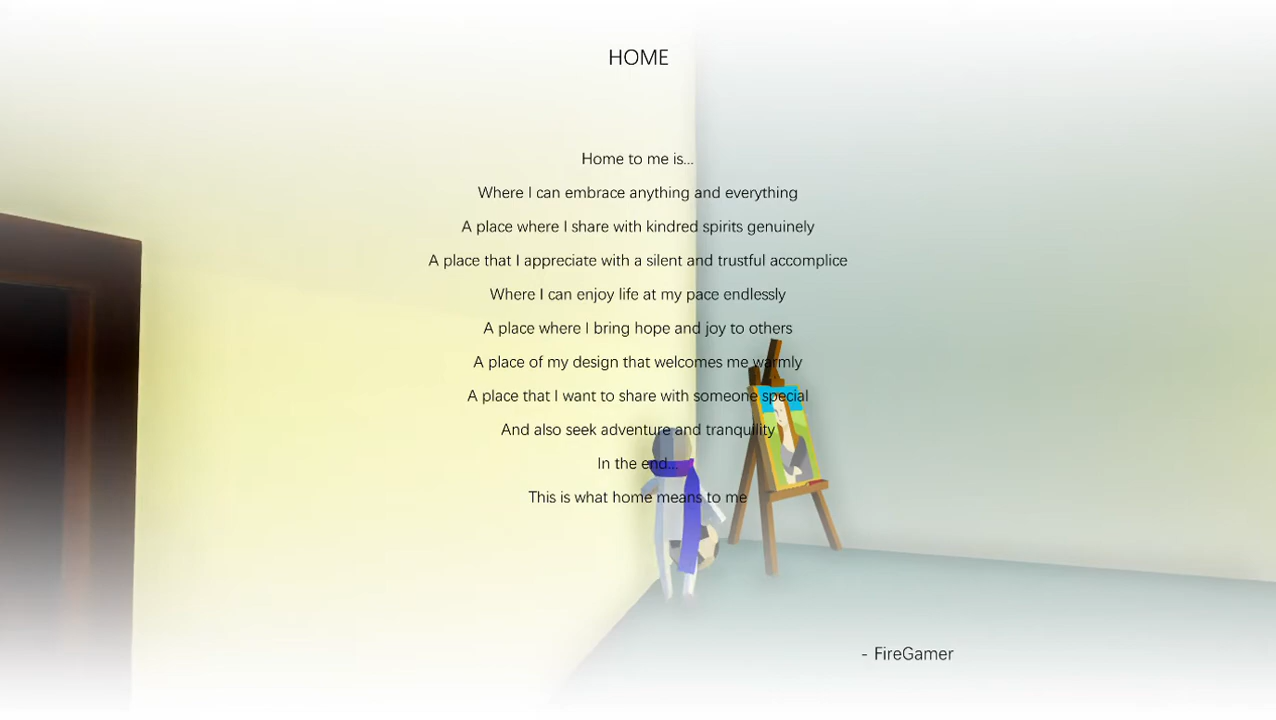 HOME
Home to me is...
Where I can embrace anything and everything
A place where I share with kindred spirits genuinely
A place that I appreciate with a silent and trustful accomplice
Where I can enjoy life at my pace endlessly
A place where I bring hope and joy to others
A place of my design that welcomes me warmly
A place that I want to share with someone special
And also seek adventure and tranquility
In the end...
This is what home means to me
- FireGamer